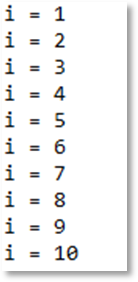 i = 1
i = 2
i = 3
i = 4
i = 5
i = 6
i = 7
i = 8
i = 9
i = 10